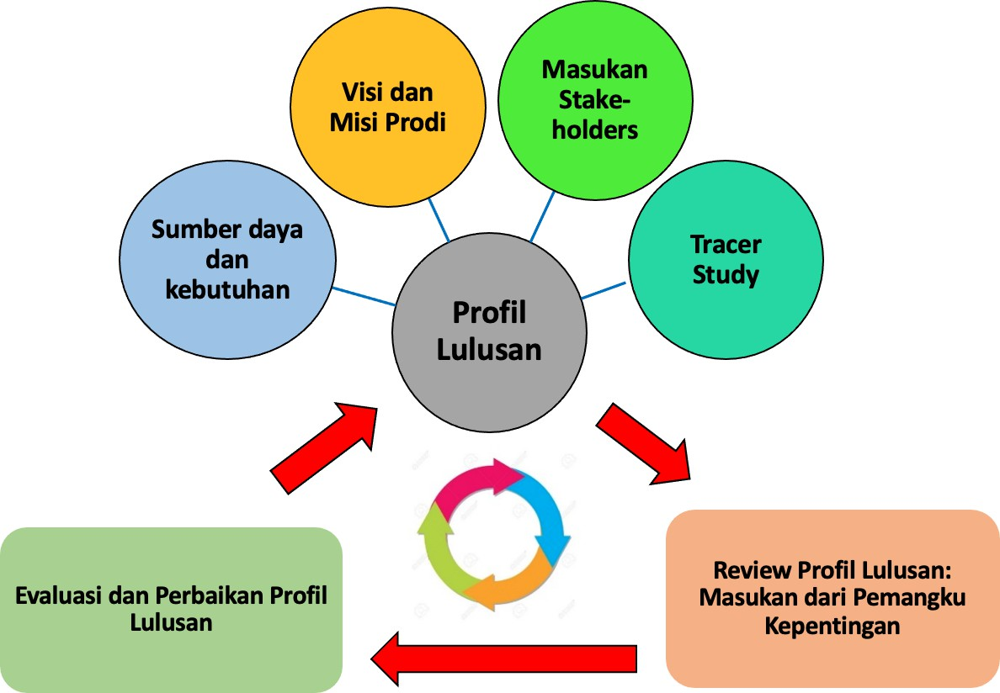 Visi dan
Misi Prodi
Masukan
Stake-
holders
Sumber daya
dan
kebutuhan
Tracer
Study
Profil
Lulusan
Evaluasi dan Perbaikan Profil
Lulusan
Review Profil Lulusan:
Masukan dari Pemangku
Kepentingan